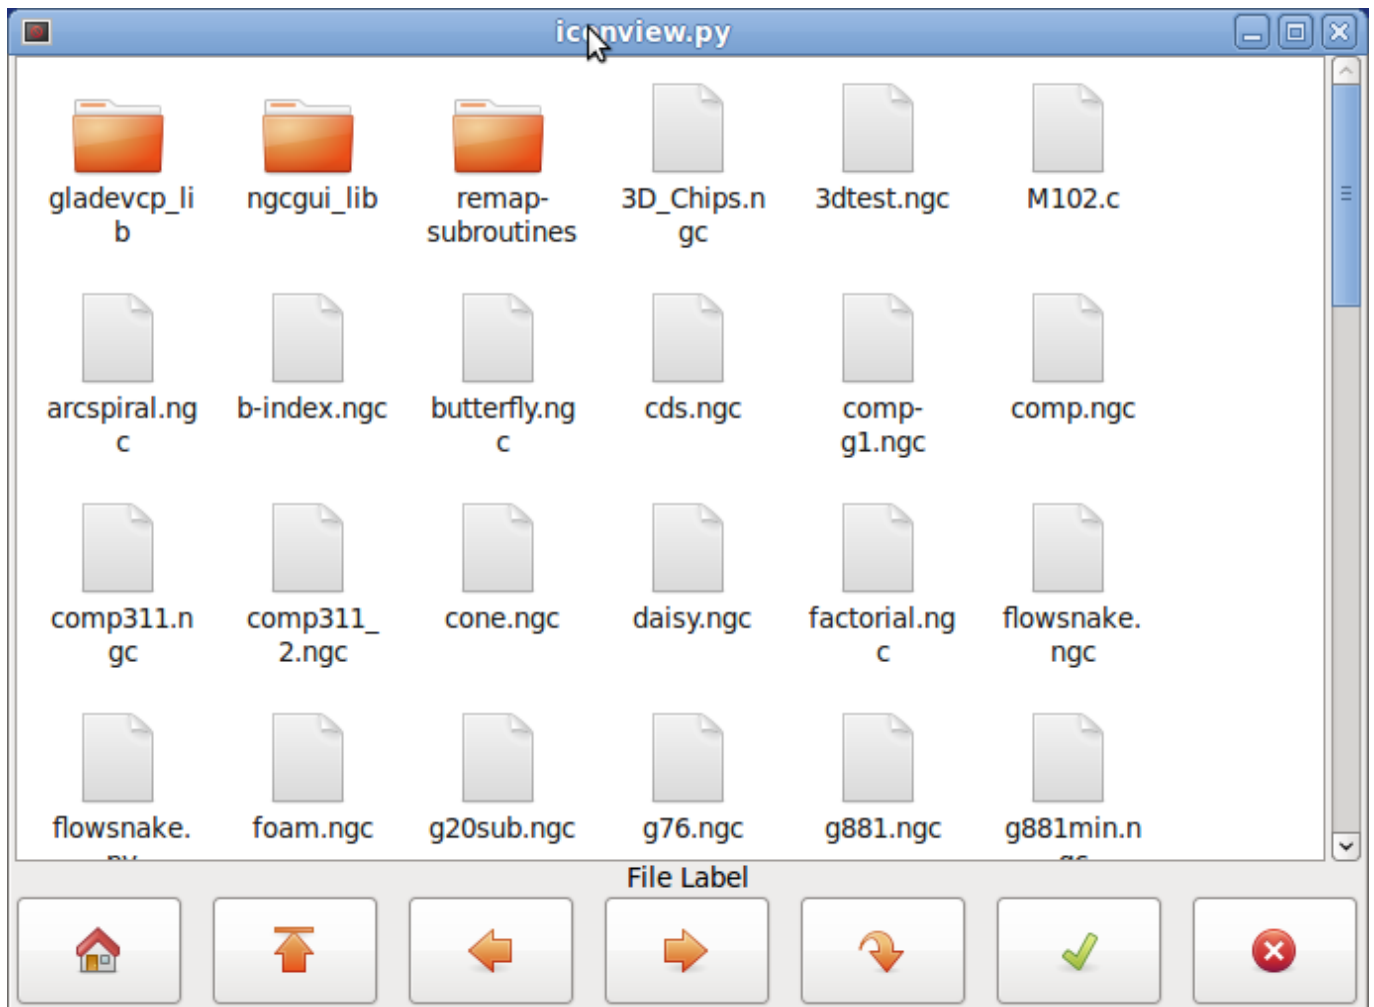 iconview.py
gladevcp_li
b
ngcgui_lib
remap-
subroutines
3D_Chips.n
gc
3dtest.ngc
M102.c
arcspiral.ng
c
b-index.ngc
butterfly.ng
c
cds.ngc
comp-
g1.ngc
comp.ngc
comp311.n
gc
comp311_
2.ngc
cone.ngc
daisy.ngc
factorial.ng
c
flowsnake.
ngc
flowsnake.
py
foam.ngc
g20sub.ngc
g76.ngc
g881.ngc
g881min.n
gc
File Label